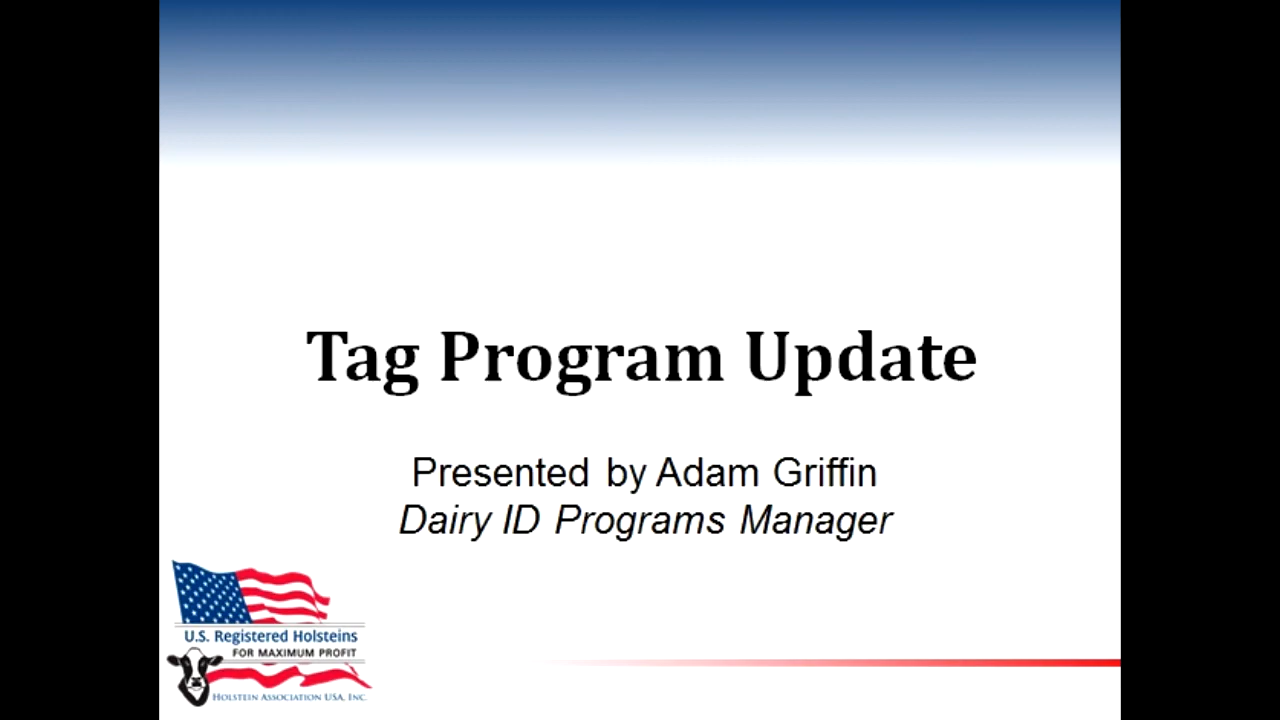 Tag Program Update
Presented by Adam Griffin
Dairy ID Programs Manager
U.S. Registered Holsteins
FOR MAXIMUM PROFIT
HOLSTEIN ASSOCIATION USA, INC.